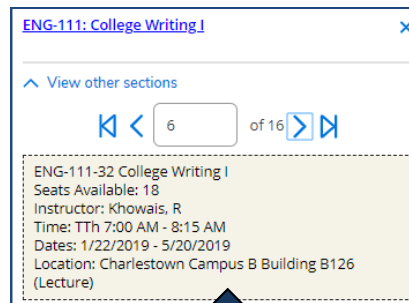 ENG-111: College Writing I
View other sections
6 of 16
ENG-111-32 College Writing I
Seats Available: 18
Instructor: Khowais, R
Time: TTh 7:00 AM - 8:15 AM
Dates: 1/22/2019 - 5/20/2019
Location: Charlestown Campus B Building B126
(Lecture)